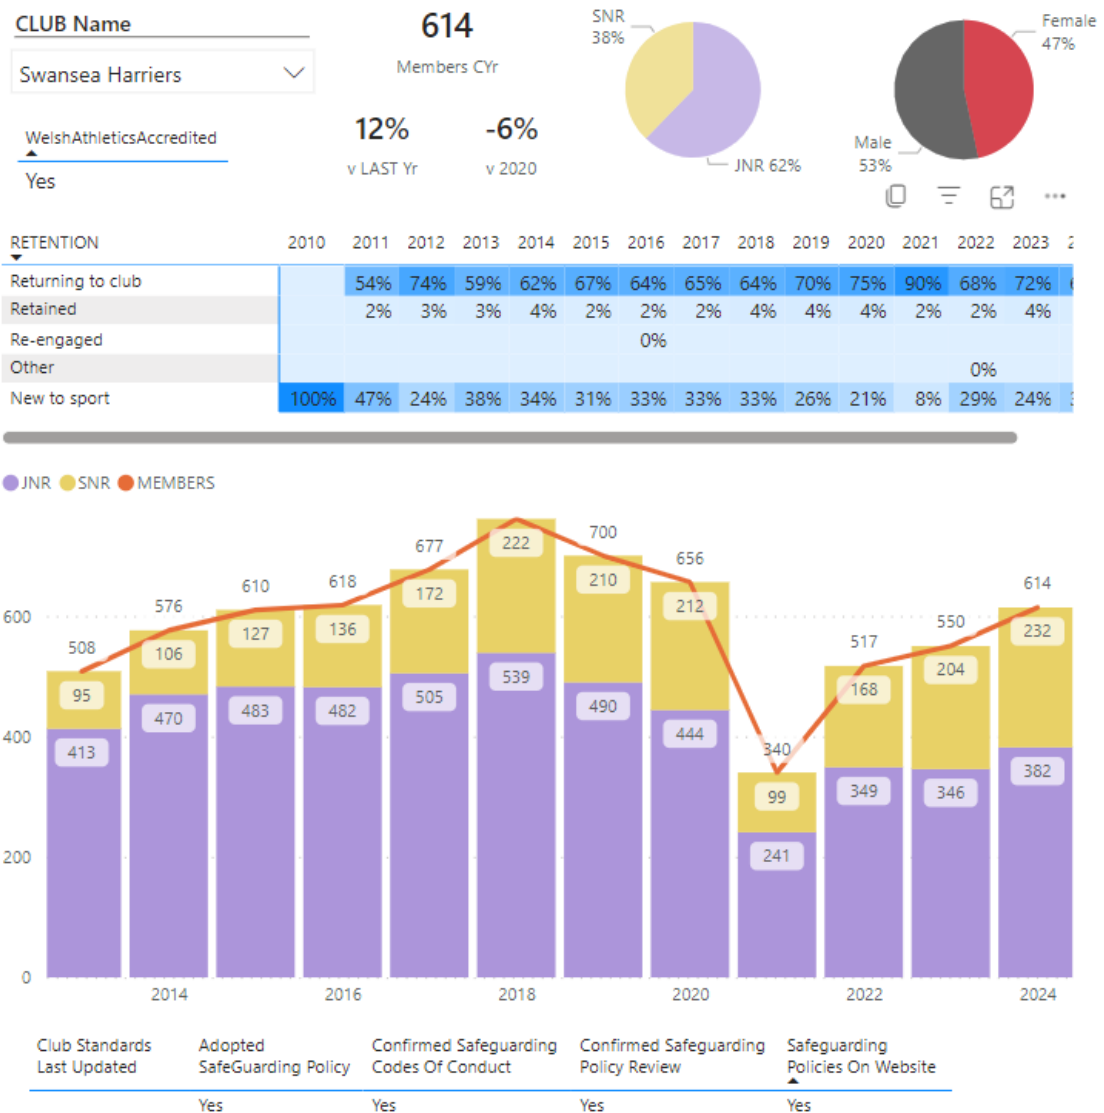 CLUB Name
Swansea Harriers
WelshAthleticsAccredited
Yes
614
Members CYr
12%
v LAST Yr
-6%
v 2020
SNR
38%
JNR 62%
Female
47%
Male
53%
RETENTION 2010 2011 2012 2013 2014 2015 2016 2017 2018 2019 2020 2021 2022 2023
Returning to club 54% 74% 59% 62% 67% 64% 65% 64% 70% 75% 90% 68% 72%
Retained 2% 3% 3% 4% 2% 2% 2% 4% 4% 4% 2% 2% 4%
Re-engaged 0%
Other 0%
New to sport 100% 47% 24% 38% 34% 31% 33% 33% 33% 26% 21% 8% 29% 24%
JNR SNR MEMBERS
600
400
200
0
508
95
413
576
106
470
610
127
483
618
136
482
677
172
505
222
539
700
210
490
656
212
444
340
99
241
517
168
349
550
204
346
614
232
382
2014 2016 2018 2020 2022 2024
Club Standards
Last Updated
Adopted
SafeGuarding Policy
Yes
Confirmed Safeguarding
Codes Of Conduct
Yes
Confirmed Safeguarding
Policy Review
Yes
Safeguarding
Policies On Website
Yes